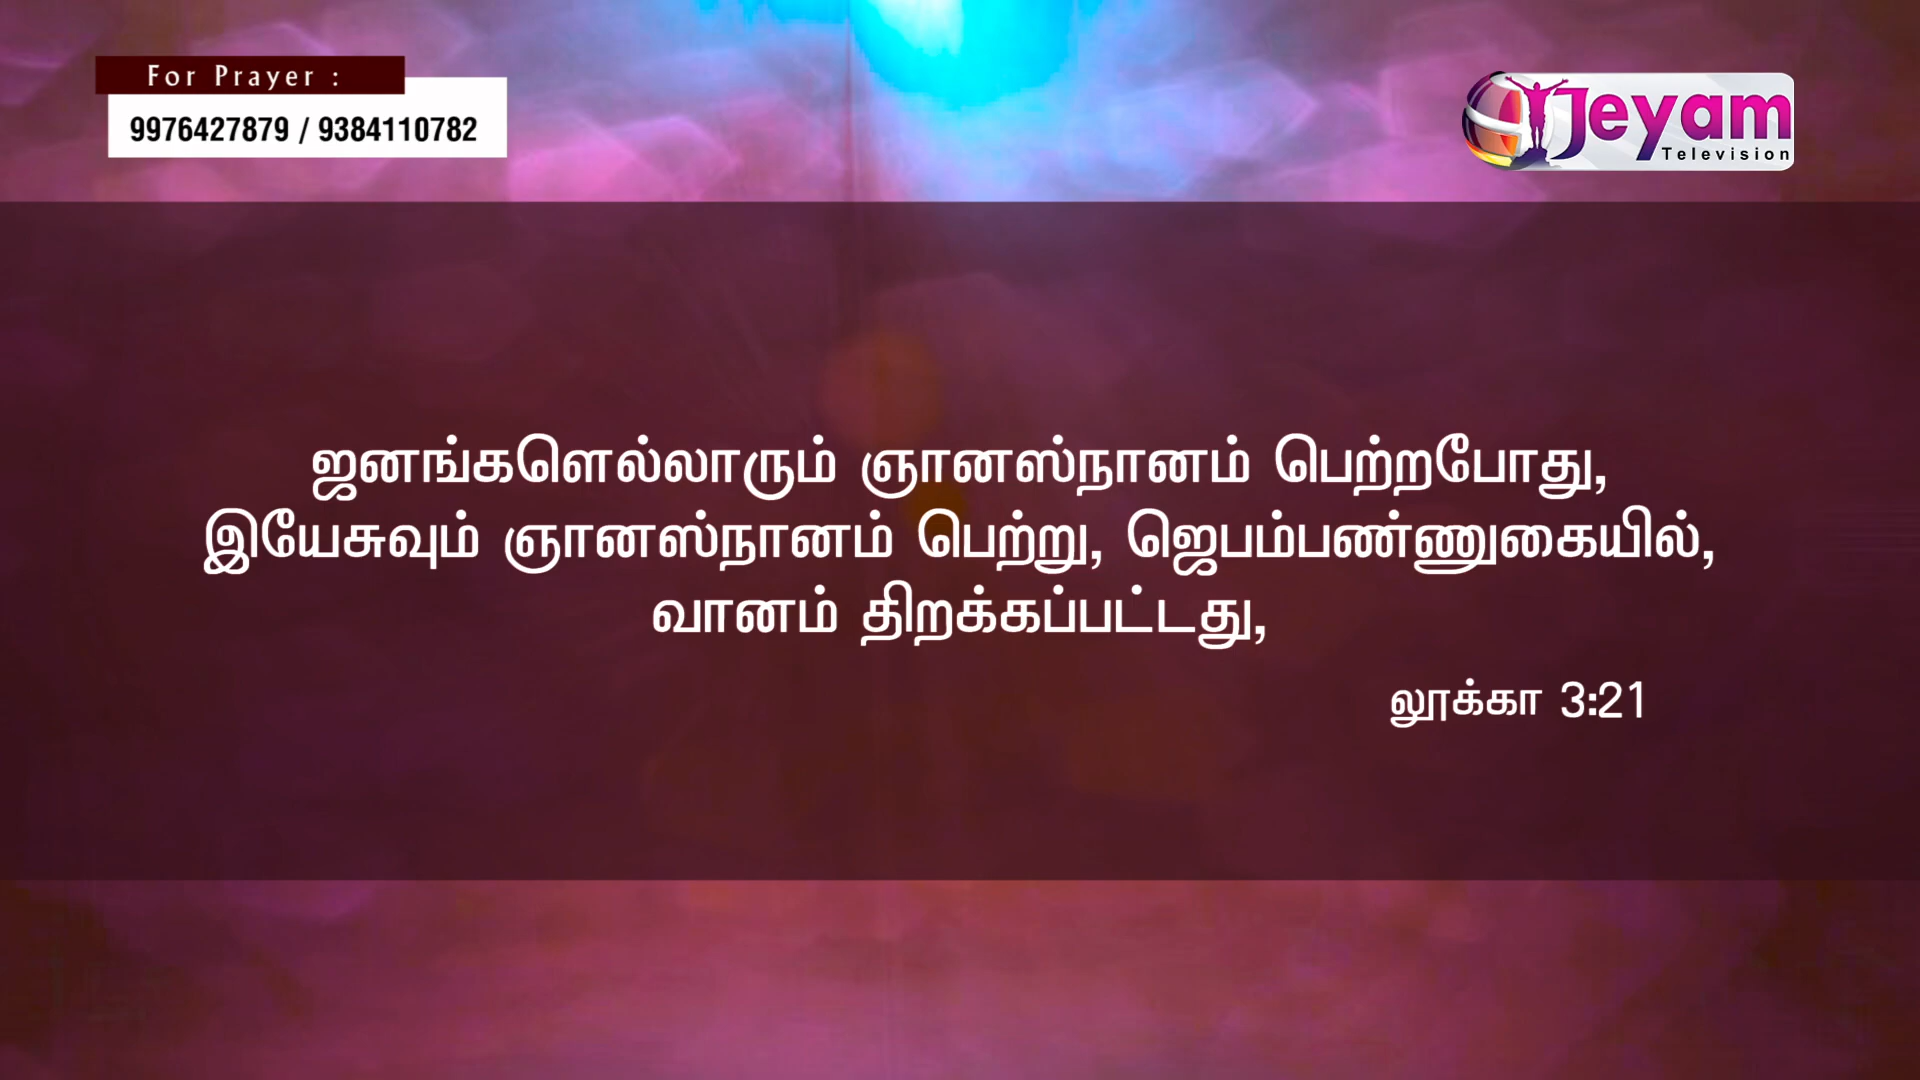 For Prayer :
9976427879 / 9384110782
Jeyam
Television
ஜனங்களெல்லாரும் ஞானஸ்நானம் பெற்றபோது,
இயேசுவும் ஞானஸ்நானம் பெற்று, ஜெபம்பண்ணுகையில்,
வானம் திறக்கப்பட்டது,
லூக்கா 3:21